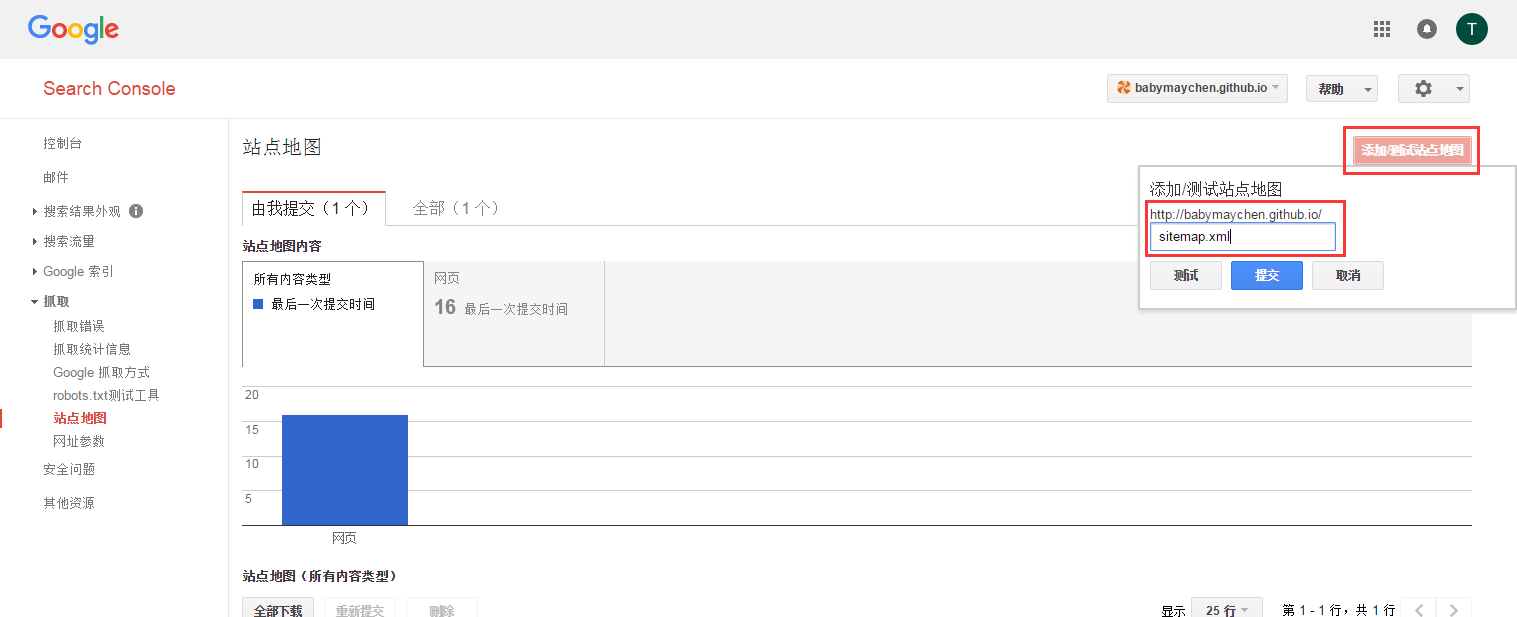 Google
T
Search Console
babymaychen.github.io
帮助
控制台
邮件
搜索结果外观
搜索流量
Google 索引
抓取
抓取错误
抓取统计信息
Google 抓取方式
robots.txt测试工具
站点地图
网址参数
安全问题
其他资源
站点地图
添加/测试站点地图
由我提交（1 个）
全部（1 个）
添加/测试站点地图
http://babymaychen.github.io/
sitemap.xml
测试
提交
取消
站点地图内容
所有内容类型
最后一次提交时间
网页
16 最后一次提交时间
20
15
10
5
网页
站点地图（所有内容类型）
全部下载
重新提交
删除
显示
25 行
第 1 - 1 行，共 1 行